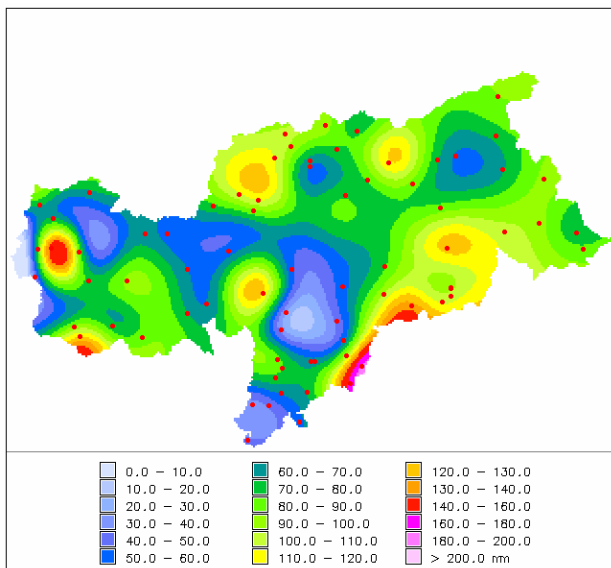 0.0 – 10.0
10.0 – 20.0
20.0 – 30.0
30.0 – 40.0
40.0 – 50.0
50.0 – 60.0
60.0 – 70.0
70.0 – 80.0
80.0 – 90.0
90.0 – 100.0
100.0 – 110.0
110.0 – 120.0
120.0 – 130.0
130.0 – 140.0
140.0 – 160.0
160.0 – 180.0
180.0 – 200.0
> 200.0 nm